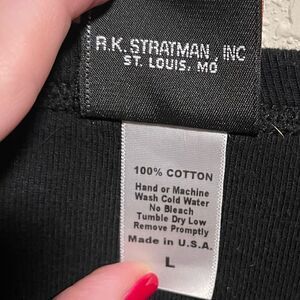 R.K. STRATMAN, INC
ST. LOUIS, MO
100% COTTON
Hand or Machine
Wash Cold Water
No Bleach
Tumble Dry Low
Remove Promptly
Made in U.S.A.
L